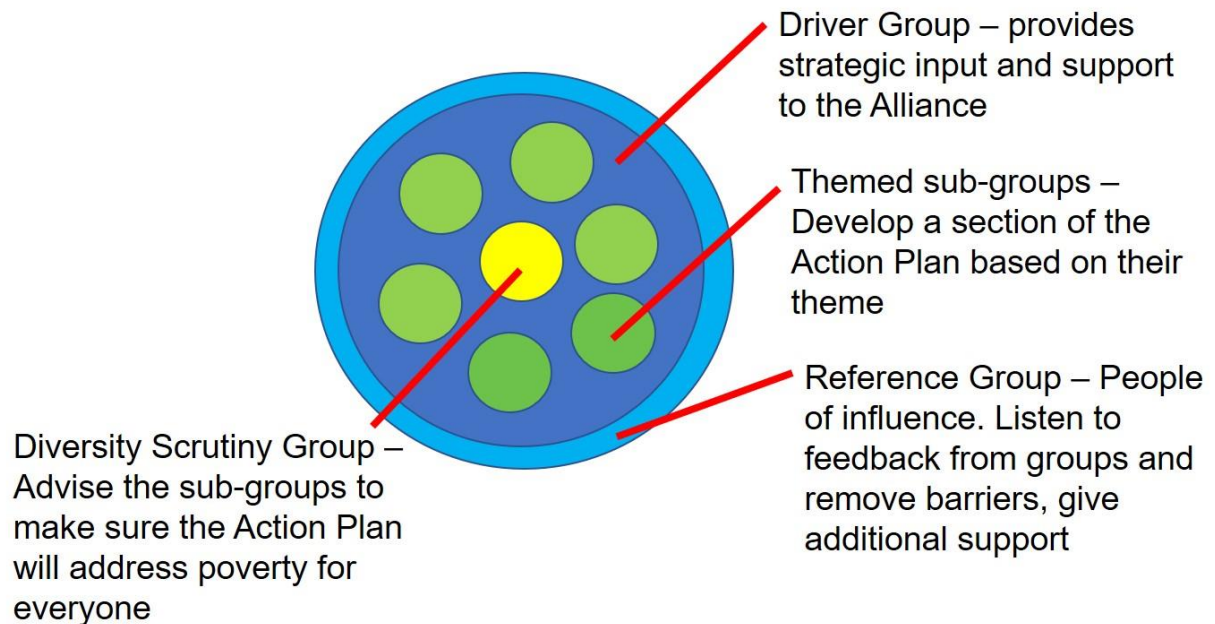 Driver Group – provides
strategic input and support
to the Alliance
Themed sub-groups –
Develop a section of the
Action Plan based on their
theme
Reference Group – People
of influence. Listen to
feedback from groups and
remove barriers, give
additional support
Diversity Scrutiny Group –
Advise the sub-groups to
make sure the Action Plan
will address poverty for
everyone